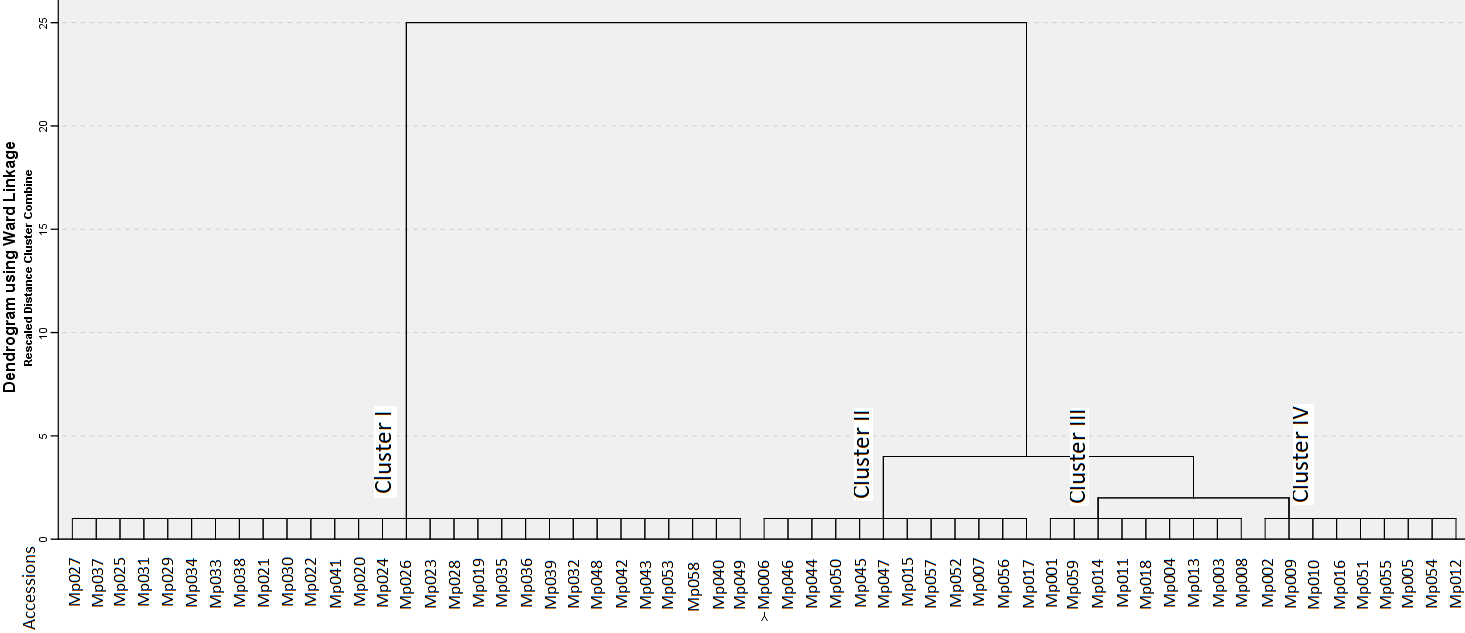 Dendrogram using Ward Linkage
Rescaled Distance Cluster Combine
25
20
15
10
5
0
Cluster I
Cluster II
Cluster III
Cluster IV
Accessions
Mp027
Mp037
Mp025
Mp031
Mp029
Mp034
Mp033
Mp038
Mp021
Mp030
Mp022
Mp041
Mp020
Mp024
Mp026
Mp023
Mp028
Mp019
Mp035
Mp036
Mp039
Mp032
Mp048
Mp042
Mp043
Mp053
Mp058
Mp040
Mp049
Y
Mp006
Mp046
Mp044
Mp050
Mp045
Mp047
Mp015
Mp057
Mp052
Mp007
Mp056
Mp017
Mp001
Mp059
Mp014
Mp011
Mp018
Mp004
Mp013
Mp003
Mp008
Mp002
Mp009
Mp010
Mp016
Mp051
Mp055
Mp005
Mp054
Mp012